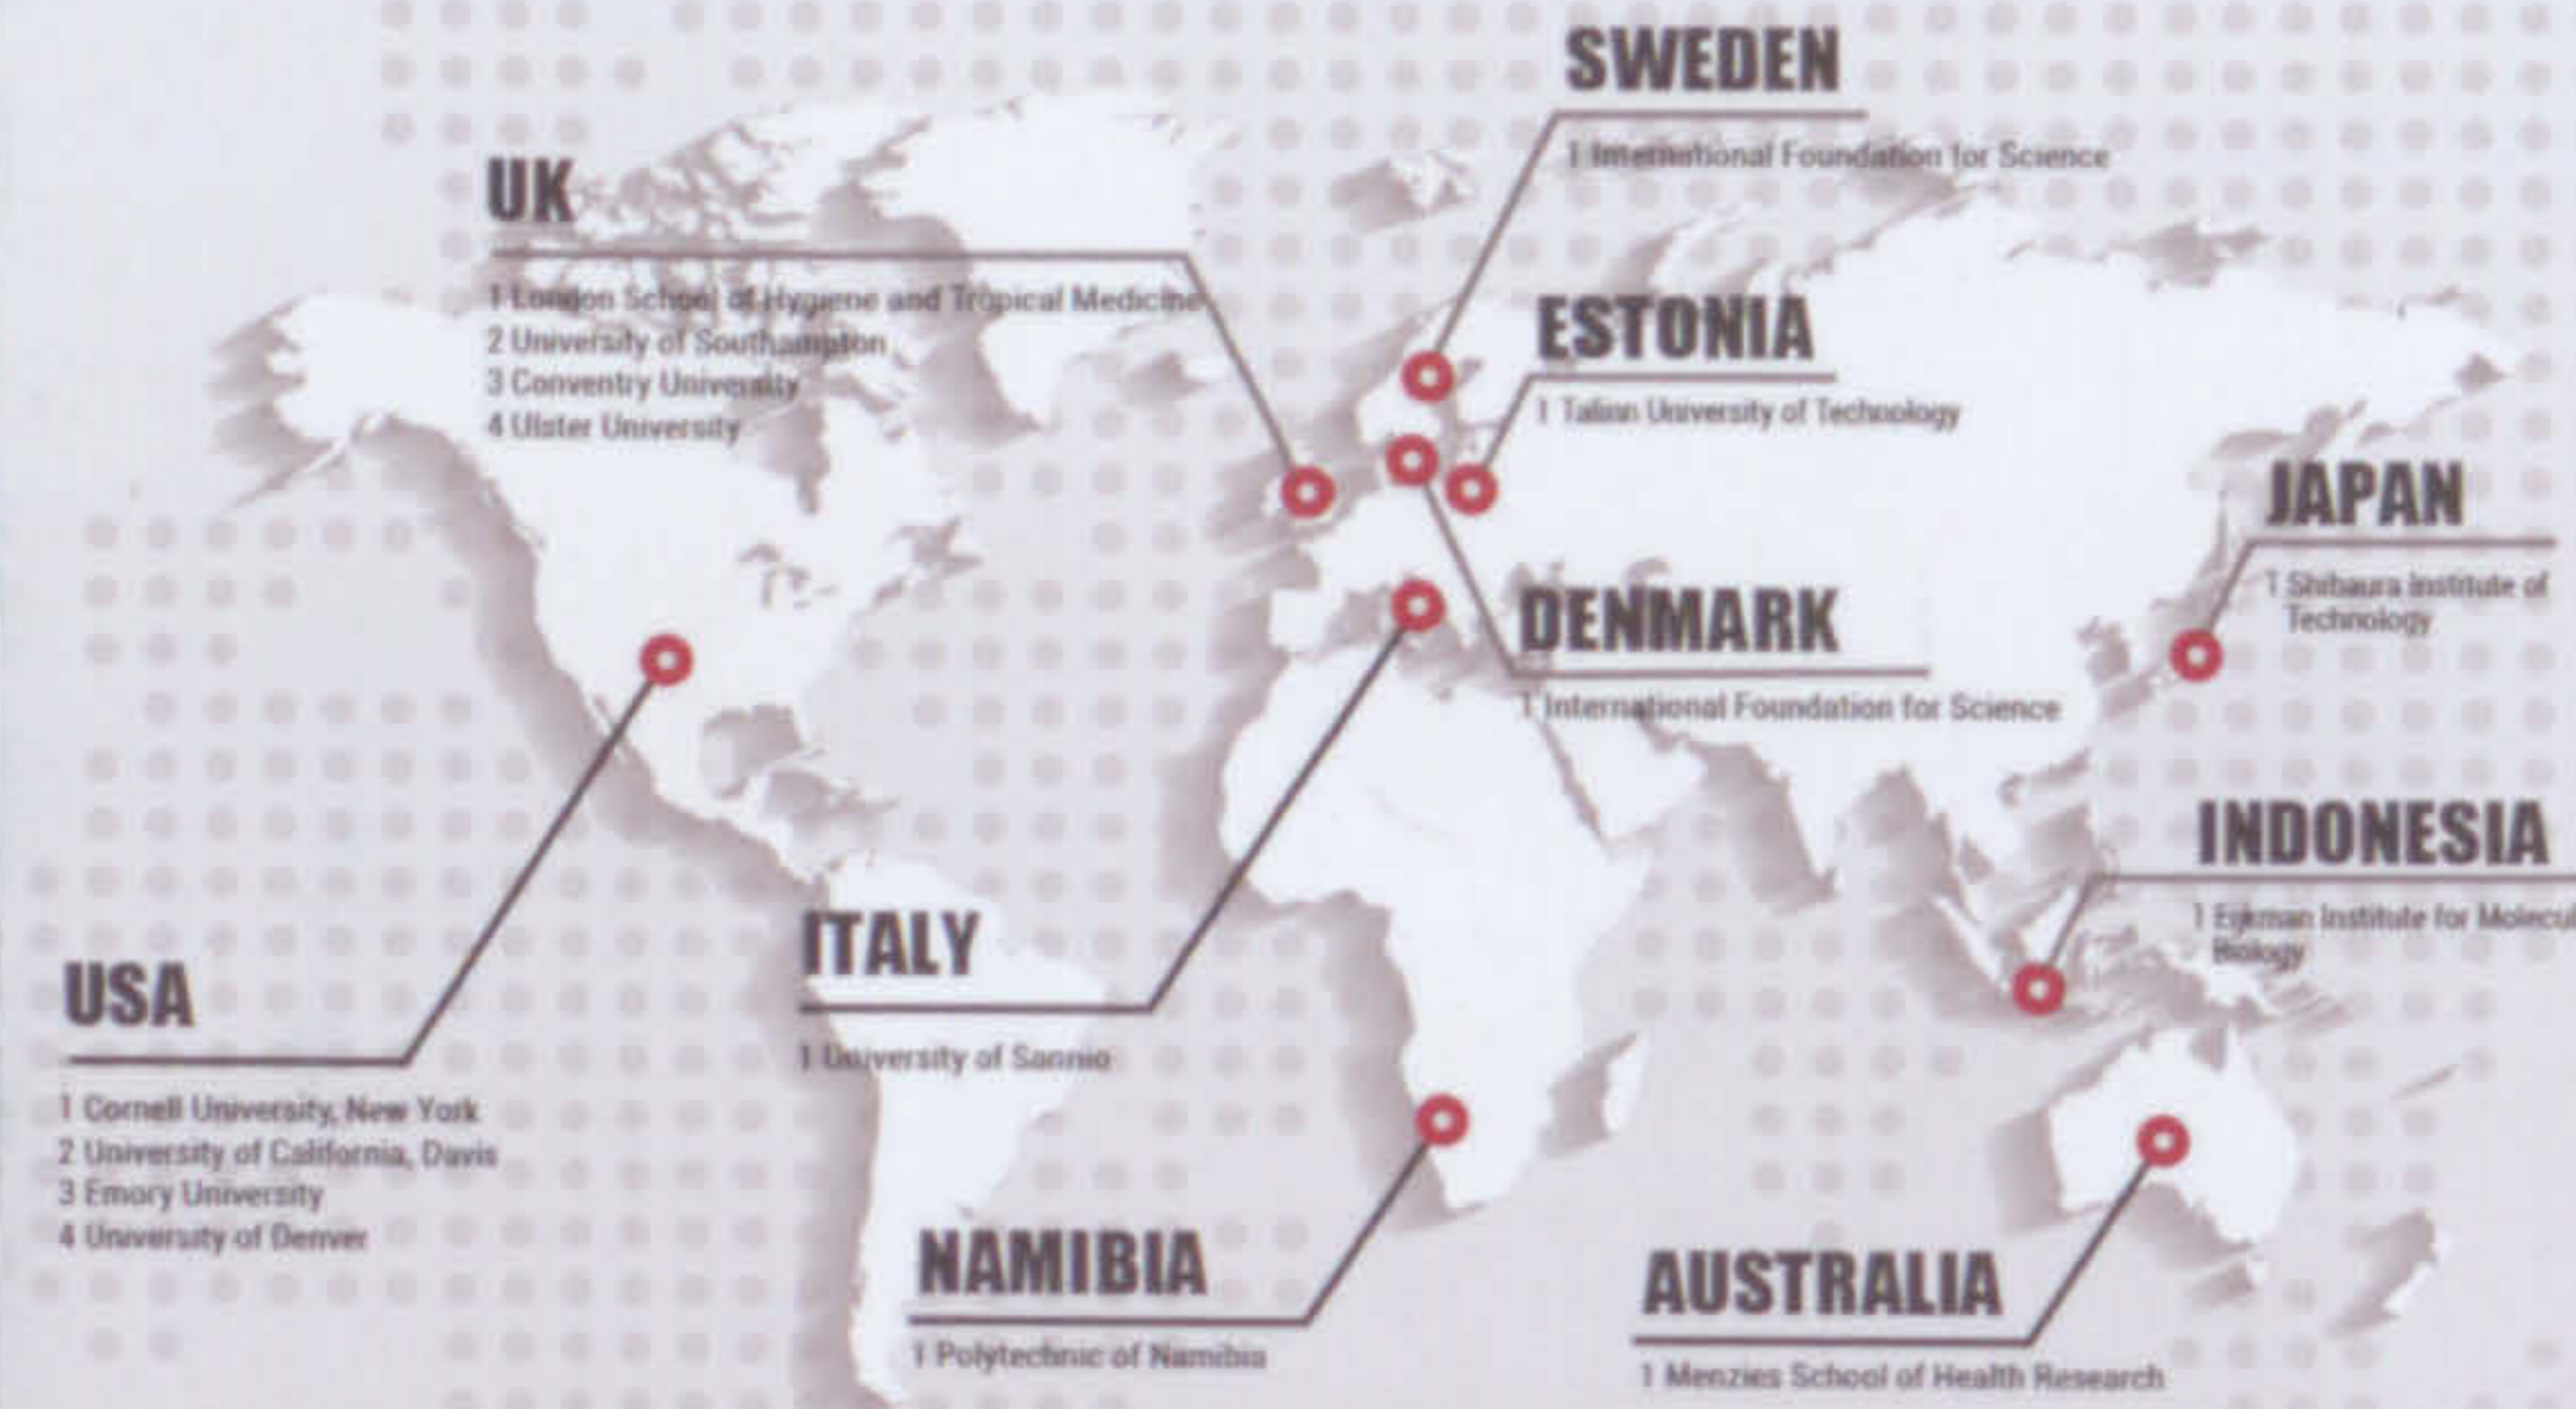 SWEDEN
1 International Foundation for Science
UK
1 London School of Hygiene and Tropical Medicine
2 University of Southampton
3 Conventry University
4 Ulster University
ESTONIA
1 Talinn University of Technology
JAPAN
1 Shibaura Institute of
Technology
DENMARK
1 International Foundation for Science
INDONESIA
1 Eijkman Institute for
Biology
ITALY
1 University of Sannio
USA
1 Cornell University, New York
2 University of California, Davis
3 Emory University
4 University of Denver
NAMIBIA
1 Polytechnic of Namibia
AUSTRALIA
1 Menzies School of Health Research